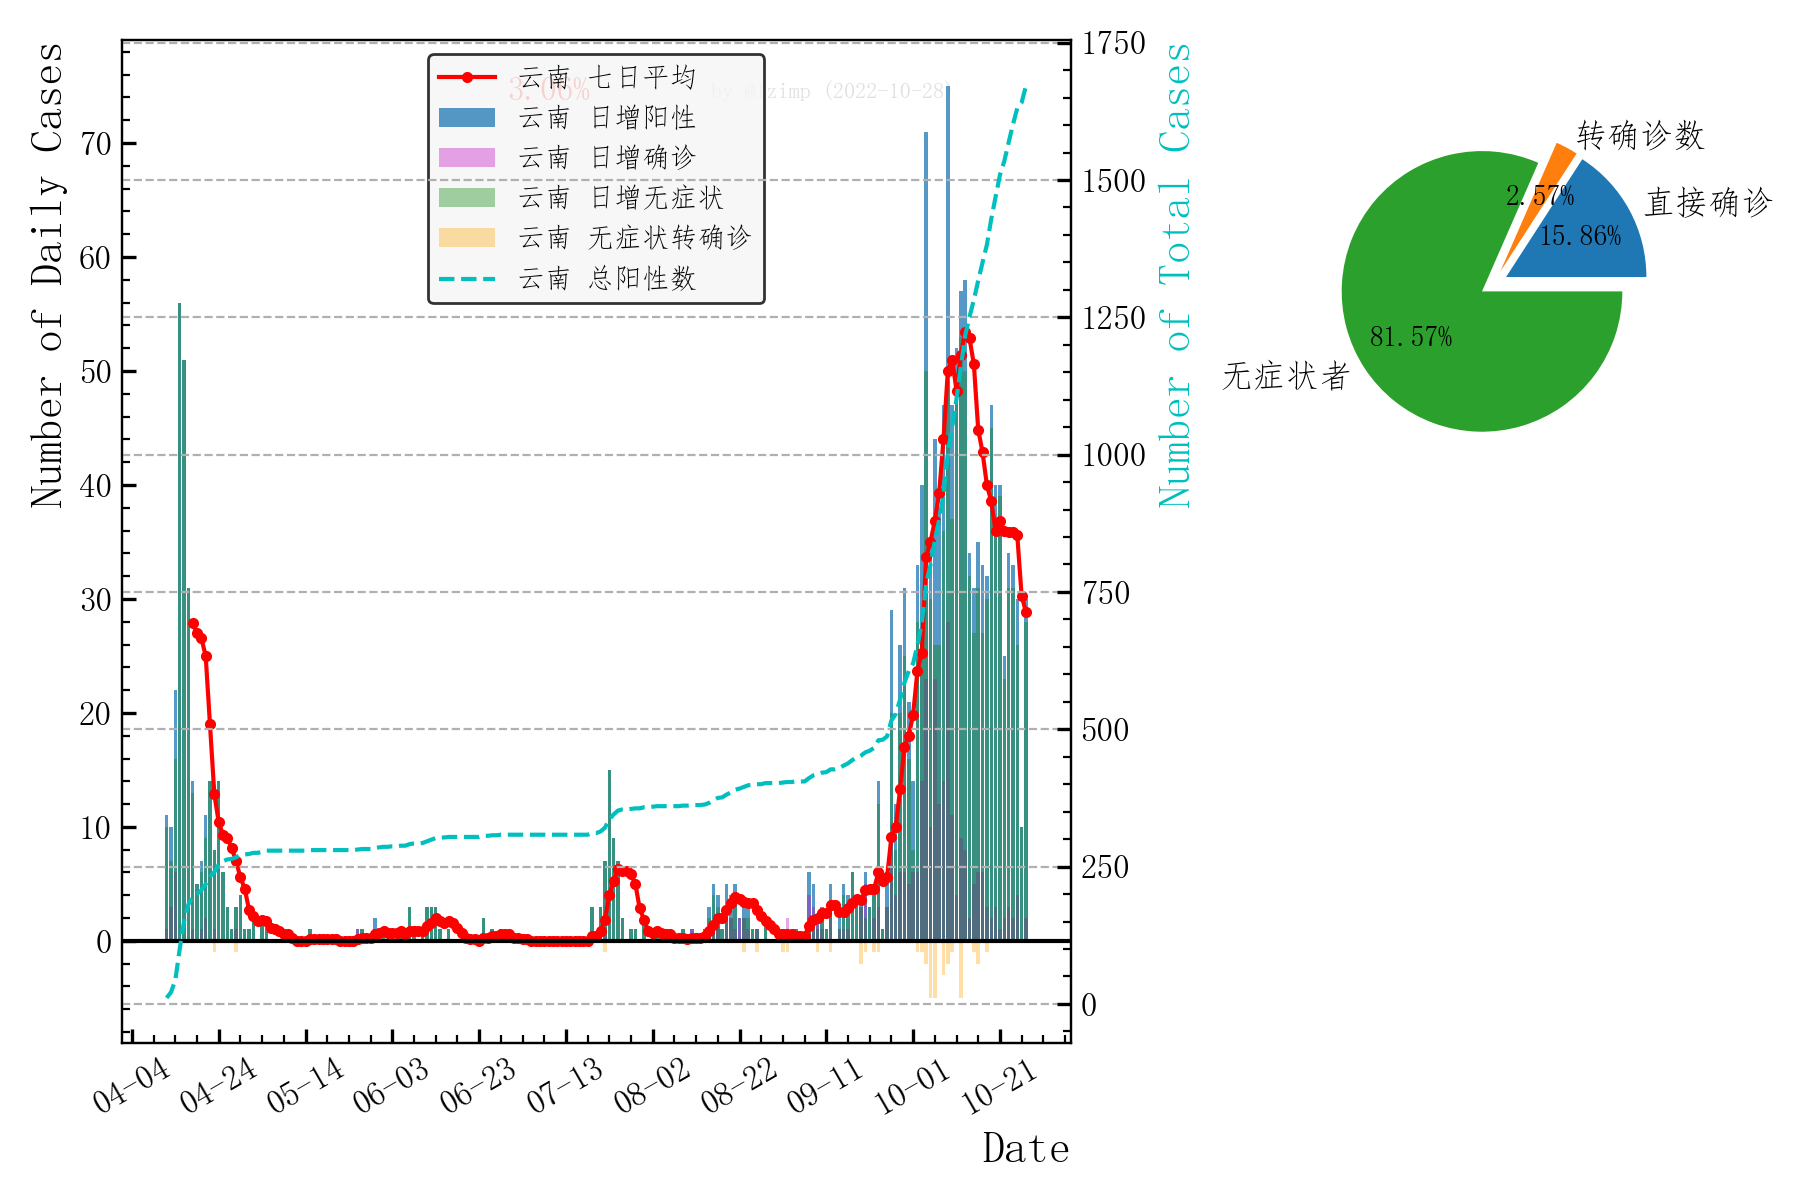 Number of Daily Cases
70
60
50
40
30
20
10
0
云南 七日平均
云南 日增阳性
云南 日增确诊
云南 日增无症状
云南 无症状转确诊
云南 总阳性数
3.06%
(2022-10-28)
1750
1500
1250
1000
750
500
250
0
Number of Total Cases
04-04
04-24
05-14
06-03
06-23
07-13
08-02
08-22
09-11
10-01
10-21
Date
转确诊数
2.57%
直接确诊
15.86%
81.57%
无症状者